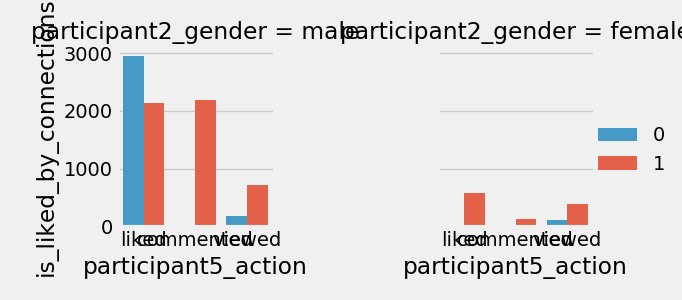 participant2_gender = male
participant2_gender = female
is_liked_by_connections
3000
2000
1000
0
liked
commented
viewed
liked
commented
viewed
participant5_action
participant5_action
0
1